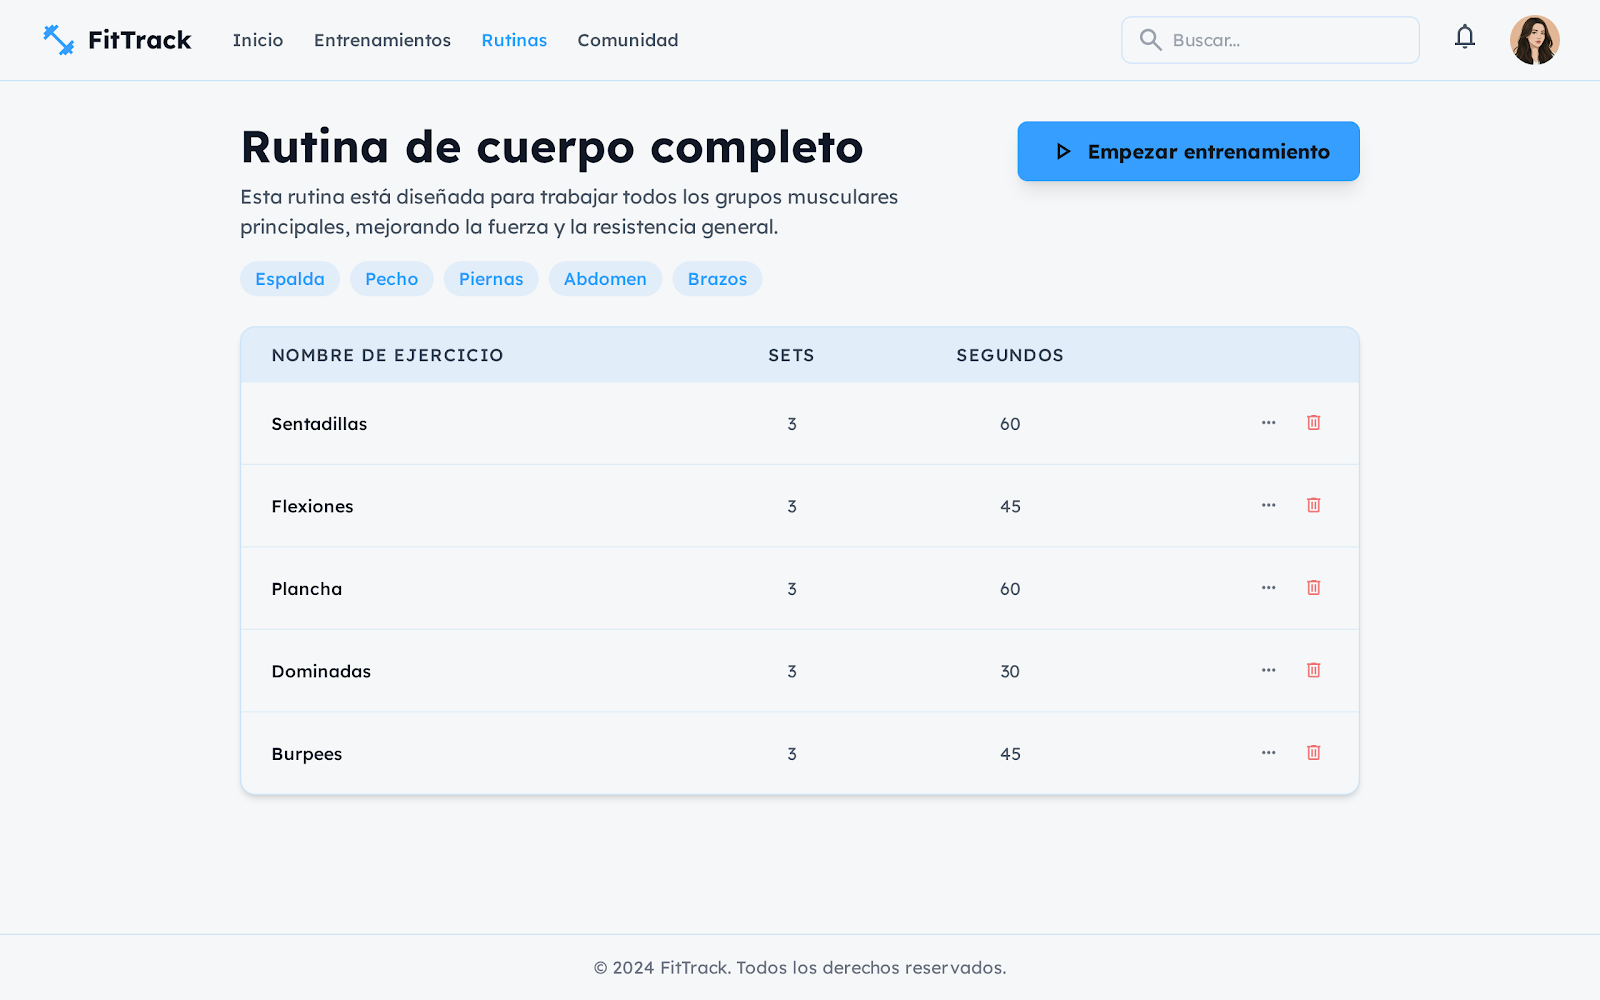 FitTrack
Inicio
Entrenamientos
Rutinas
Comunidad
Buscar...
Rutina de cuerpo completo
Empezar entrenamiento
Esta rutina está diseñada para trabajar todos los grupos musculares
principales, mejorando la fuerza y la resistencia general.
Espalda
Pecho
Piernas
Abdomen
Brazos
NOMBRE DE EJERCICIO SETS SEGUNDOS
Sentadillas 3 60
Flexiones 3 45
Plancha 3 60
Dominadas 3 30
Burpees 3 45
© 2024 FitTrack. Todos los derechos reservados.